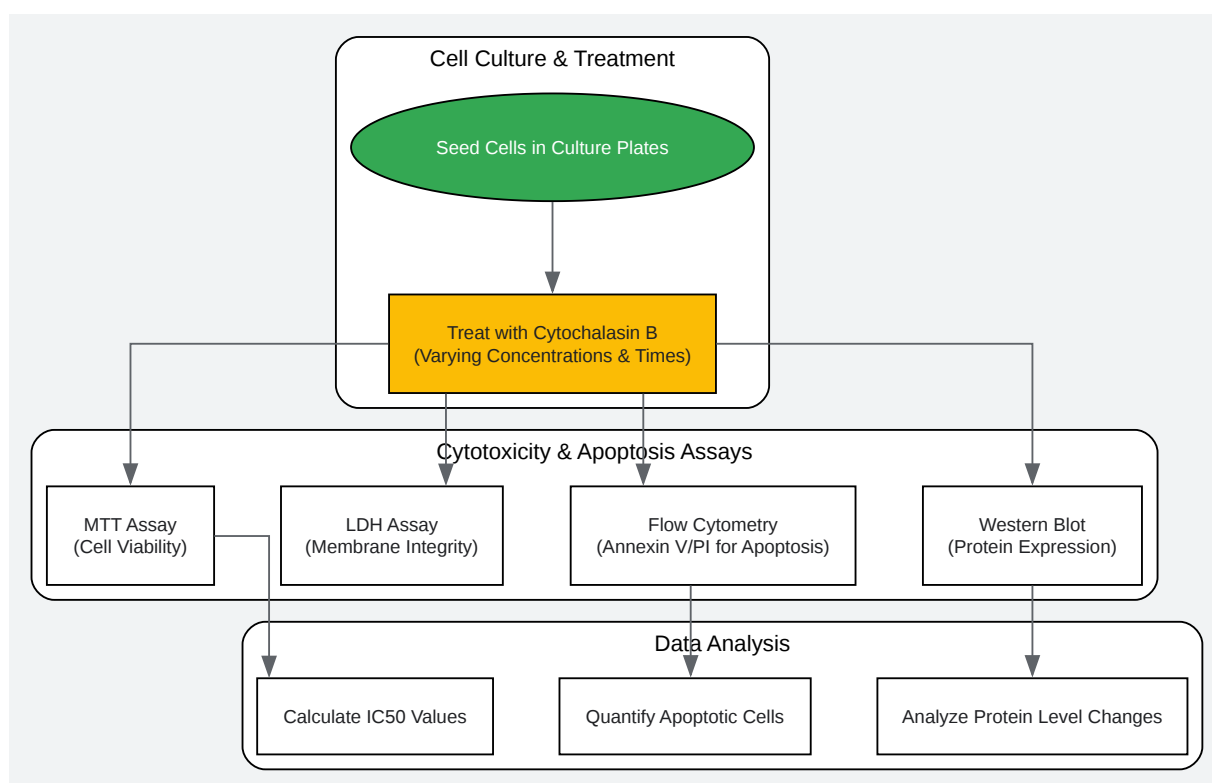 Cell Culture & Treatment
Seed Cells in Culture Plates
Treat with Cytochalasin B
(Varying Concentrations & Times)
Cytotoxicity & Apoptosis Assays
MTT Assay
(Cell Viability)
LDH Assay
(Membrane Integrity)
Flow Cytometry
(Annexin V/PI for Apoptosis)
Western Blot
(Protein Expression)
Data Analysis
Calculate IC50 Values
Quantify Apoptotic Cells
Analyze Protein Level Changes